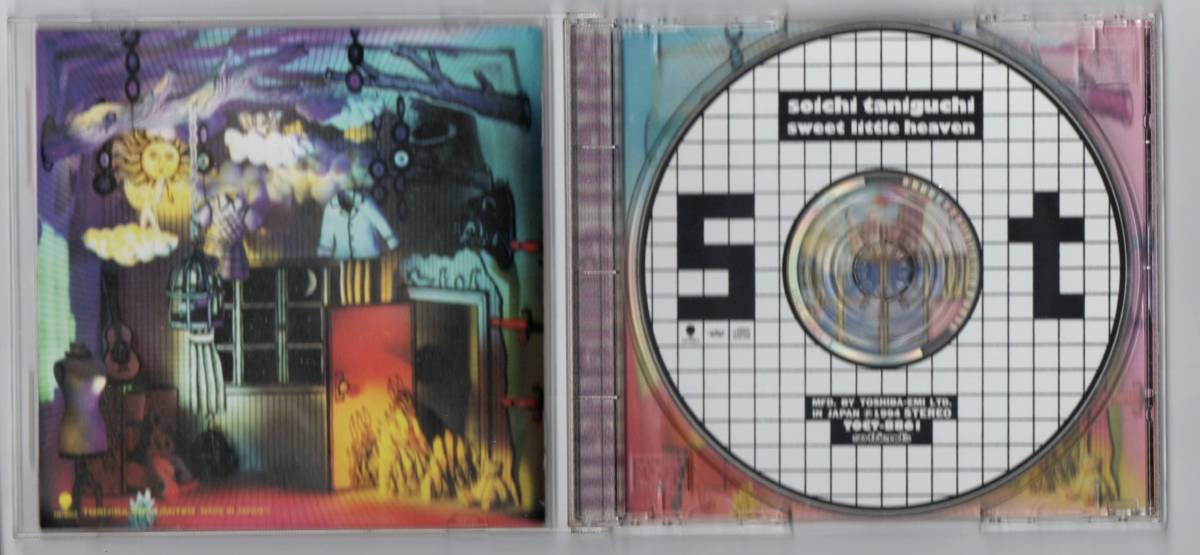 TOSHIBA-EMI LIMITED MADE IN JAPAN
soichi taniguchi
sweet little heaven
S t
MFD. BY TOSHIBA-EMI LTD.
IN JAPAN ℗1994 STEREO
TOCT-8861